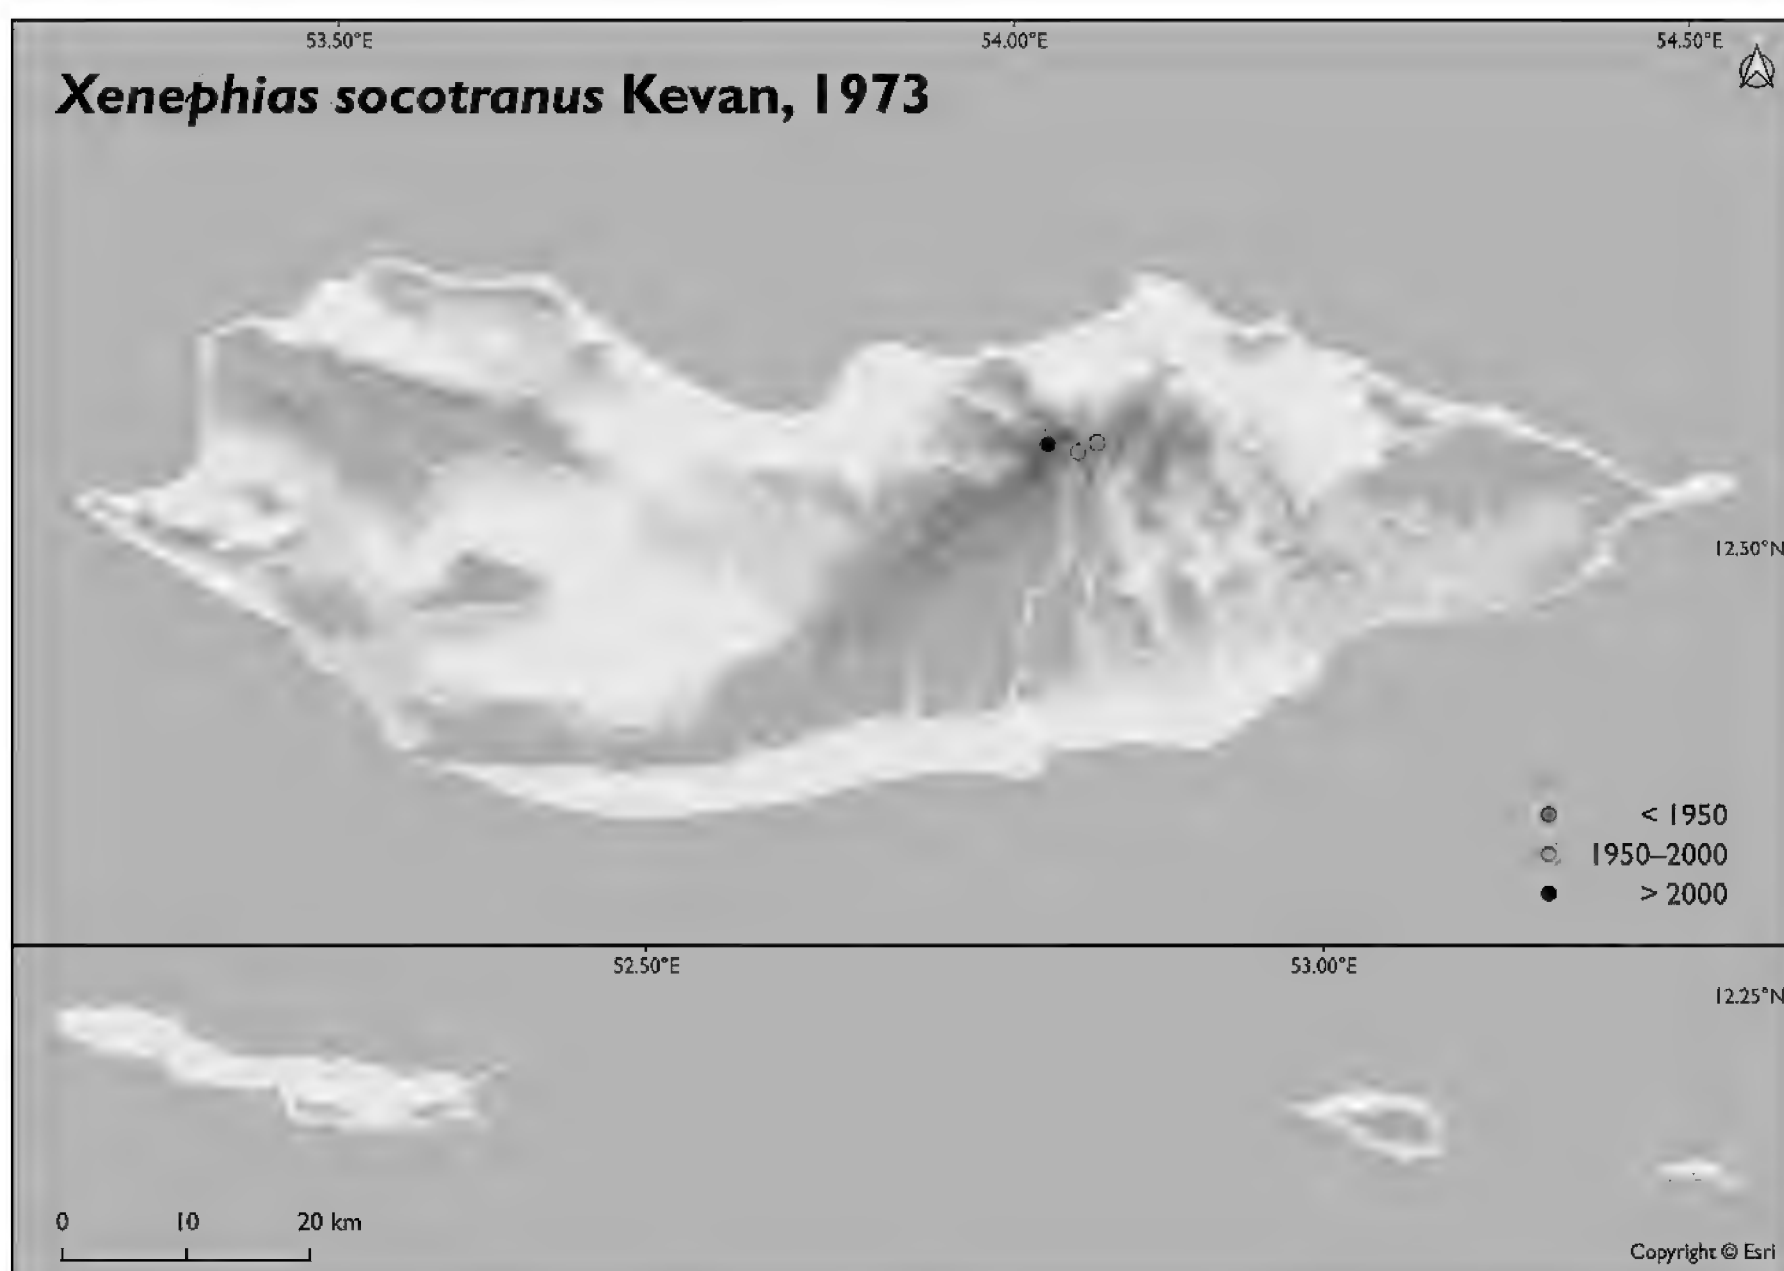 53.50°E 54.00°E 54.50°E
Xenephias socotranus Kevan, 1973
12.50°N
< 1950
1950–2000
> 2000
52.50°E 53.00°E
12.25°N
0 10 20 km
Copyright © Esri